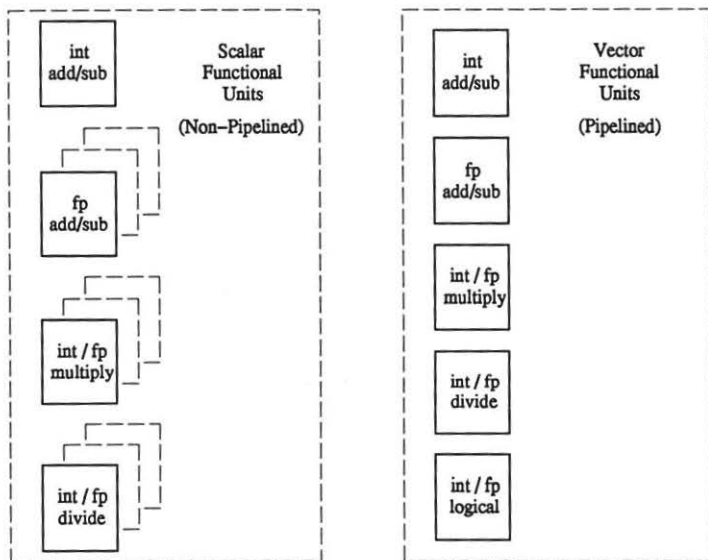 int
add/sub
Scalar
Functional
Units
(Non-Pipelined)
fp
add/sub
int / fp
multiply
int / fp
divide
int
add/sub
Vector
Functional
Units
(Pipelined)
fp
add/sub
int / fp
multiply
int / fp
divide
int / fp
logical